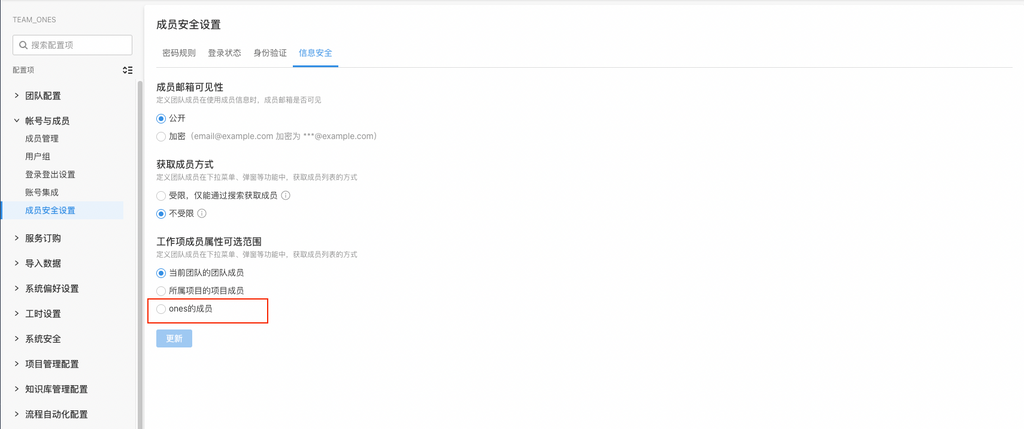 TEAM_ONES
搜索配置项
配置项
团队配置
帐号与成员
成员管理
用户组
登录登出设置
账号集成
成员安全设置
服务订购
导入数据
系统偏好设置
工时设置
系统安全
项目管理配置
知识库管理配置
流程自动化配置
成员安全设置
密码规则 登录状态 身份验证 信息安全
成员邮箱可见性
定义团队成员在使用成员信息时，成员邮箱是否可见
公开
加密（email@example.com 加密为 ***@example.com）
获取成员方式
定义团队成员在下拉菜单、弹窗等功能中，获取成员列表的方式
受限，仅能通过搜索获取成员
不受限
工作项成员属性可选范围
定义团队成员在下拉菜单、弹窗等功能中，获取成员列表的方式
当前团队的团队成员
所属项目的项目成员
ones的成员
更新